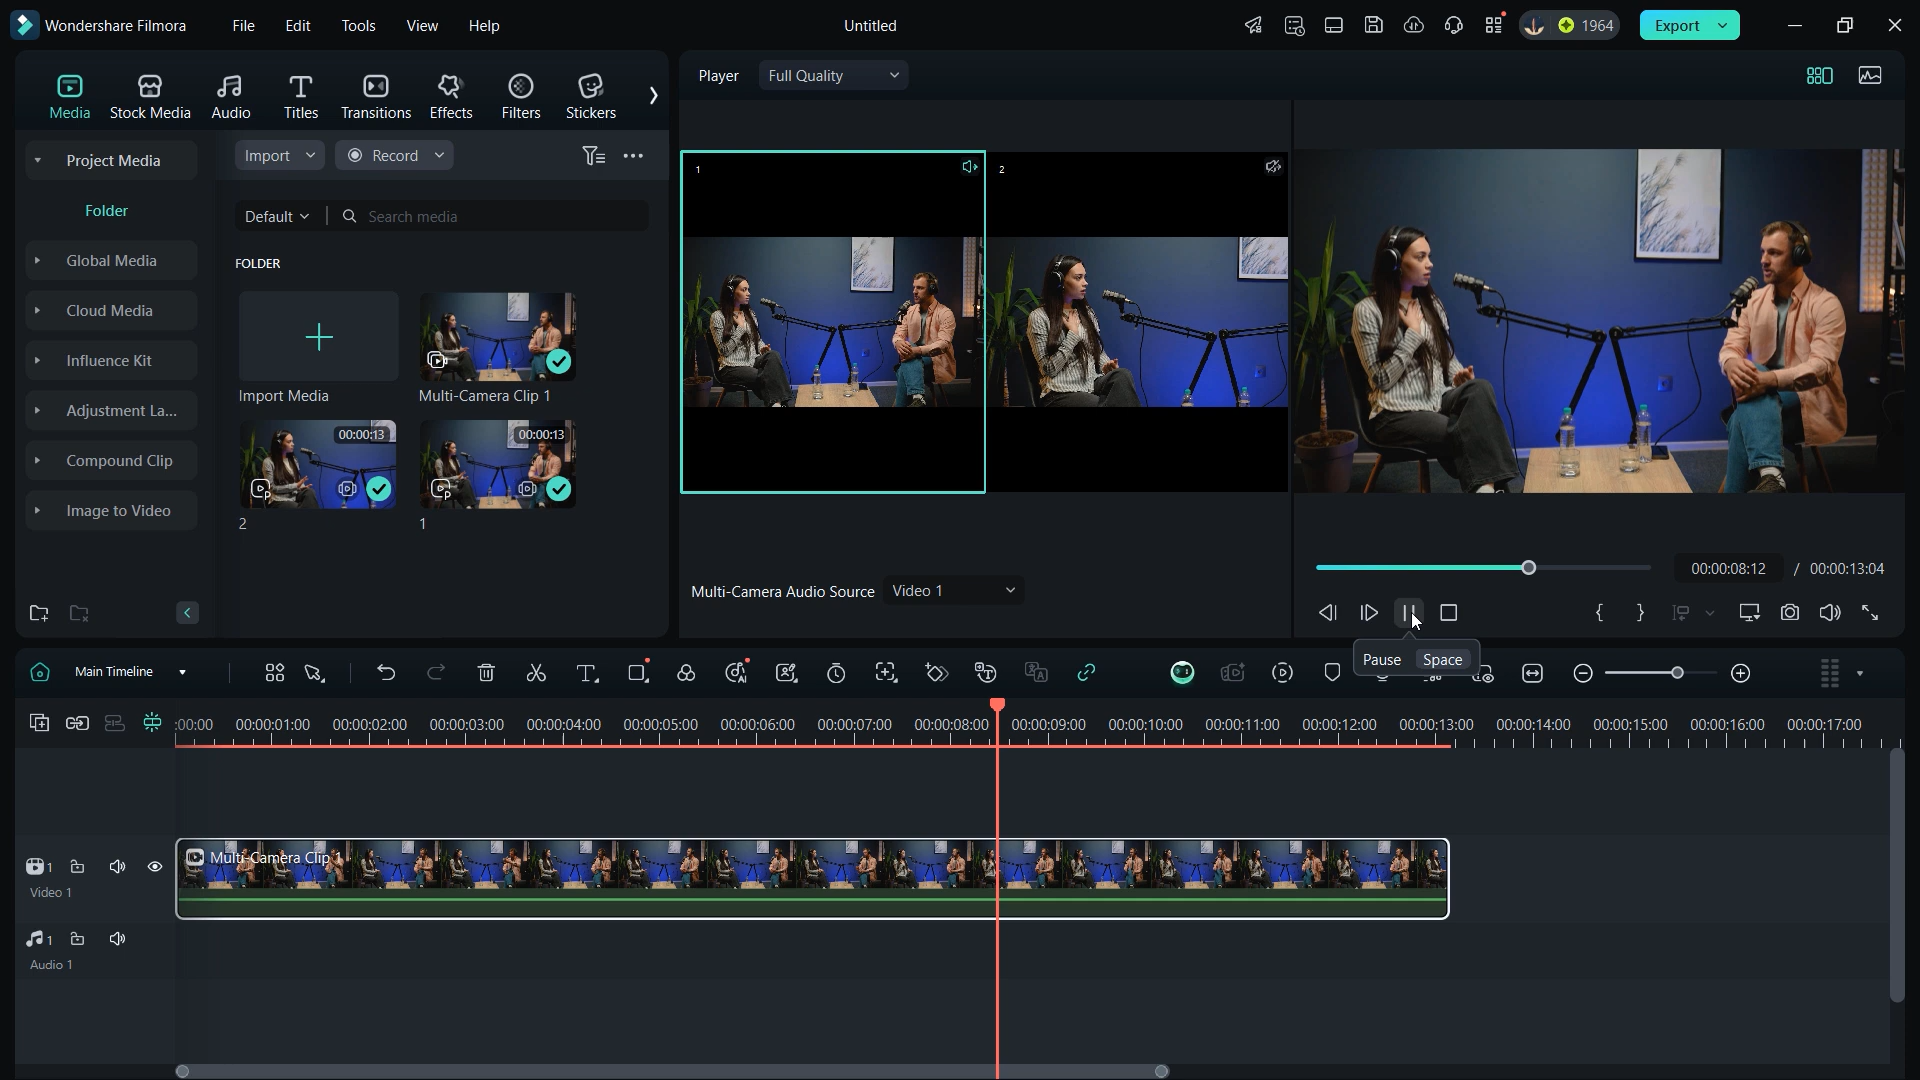 Wondershare Filmora File Edit Tools View Help Untitled 1964 Export
Media Stock Media Audio Titles Transitions Effects Filters Stickers
Player Full Quality
Project Media
Folder
Global Media
Cloud Media
Influence Kit
Adjustment La...
Compound Clip
Image to Video
Import Record
Default Search media
FOLDER
Import Media Multi-Camera Clip 1
00:00:13 00:00:13
2 1
1 2
Multi-Camera Audio Source Video 1
00:00:08:12 / 00:00:13:04
Pause Space
Main Timeline
:00:00 00:00:01:00 00:00:02:00 00:00:03:00 00:00:04:00 00:00:05:00 00:00:06:00 00:00:07:00 00:00:08:00 00:00:09:00 00:00:10:00 00:00:11:00 00:00:12:00 00:00:13:00 00:00:14:00 00:00:15:00 00:00:16:00 00:00:17:00
Multi-Camera Clip 1
1
Video 1
1
Audio 1